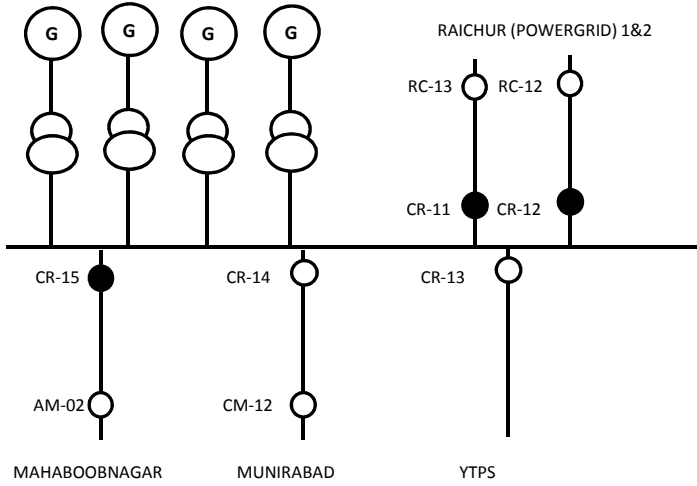 G G G G
RAICHUR (POWERGRID) 1&2
RC-13 RC-12
CR-11 CR-12
CR-15 CR-14 CR-13
AM-02 CM-12
MAHABOOBNAGAR MUNIRABAD YTPS